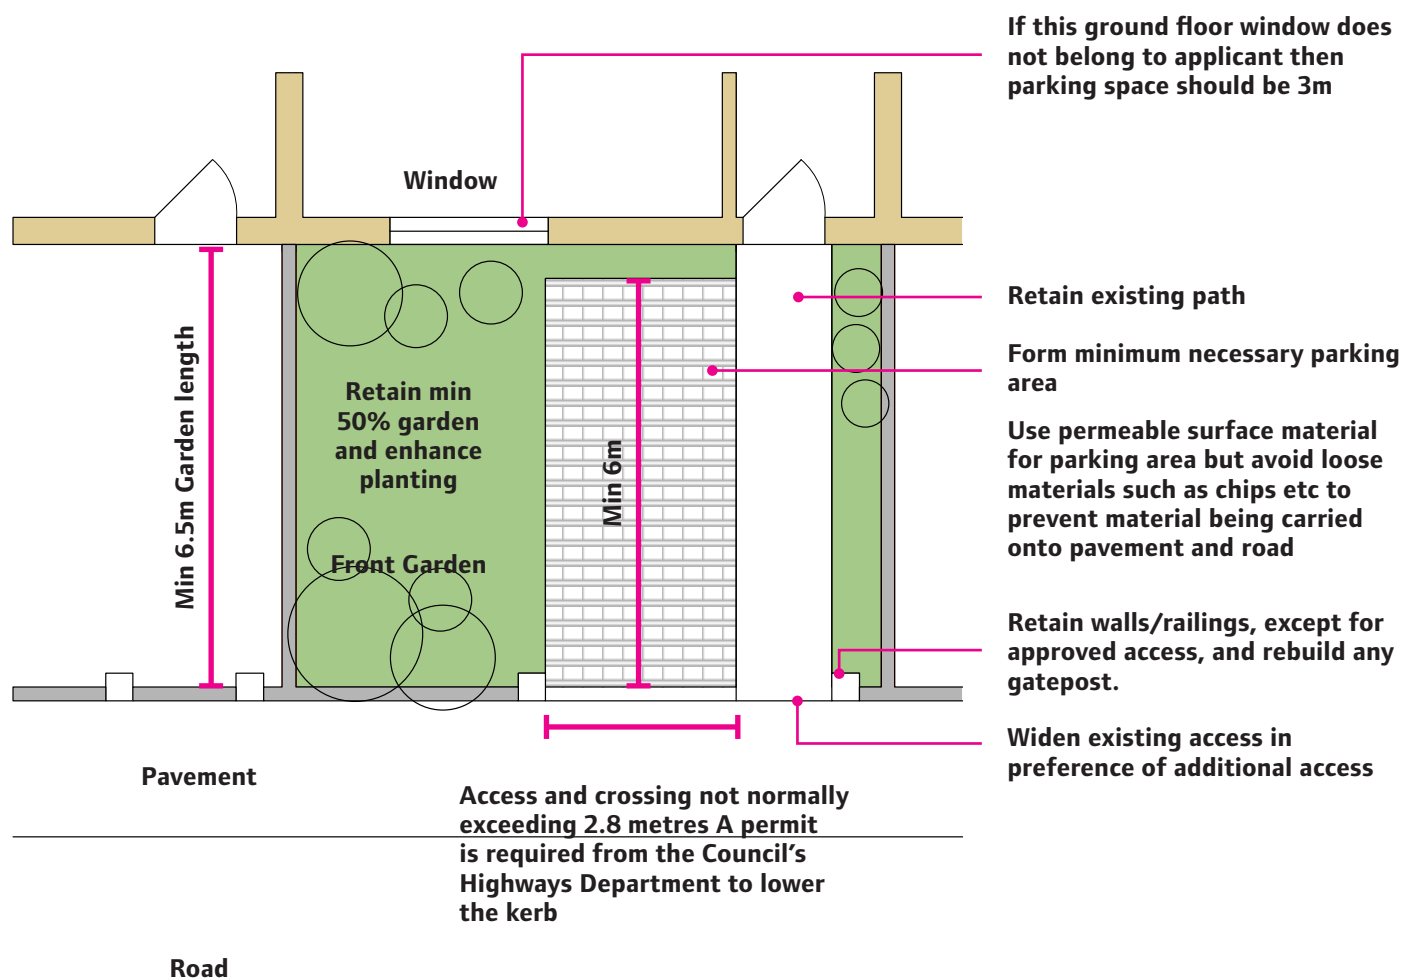 If this ground floor window does
not belong to applicant then
parking space should be 3m
Window
Retain existing path
Form minimum necessary parking
area
Min 6.5m Garden length
Retain min
50% garden
and enhance
planting
Min 6m
Use permeable surface material
for parking area but avoid loose
materials such as chips etc to
prevent material being carried
onto pavement and road
Front Garden
Retain walls/railings, except for
approved access, and rebuild any
gatepost.
Widen existing access in
preference of additional access
Pavement
Access and crossing not normally
exceeding 2.8 metres A permit
is required from the Council’s
Highways Department to lower
the kerb
Road